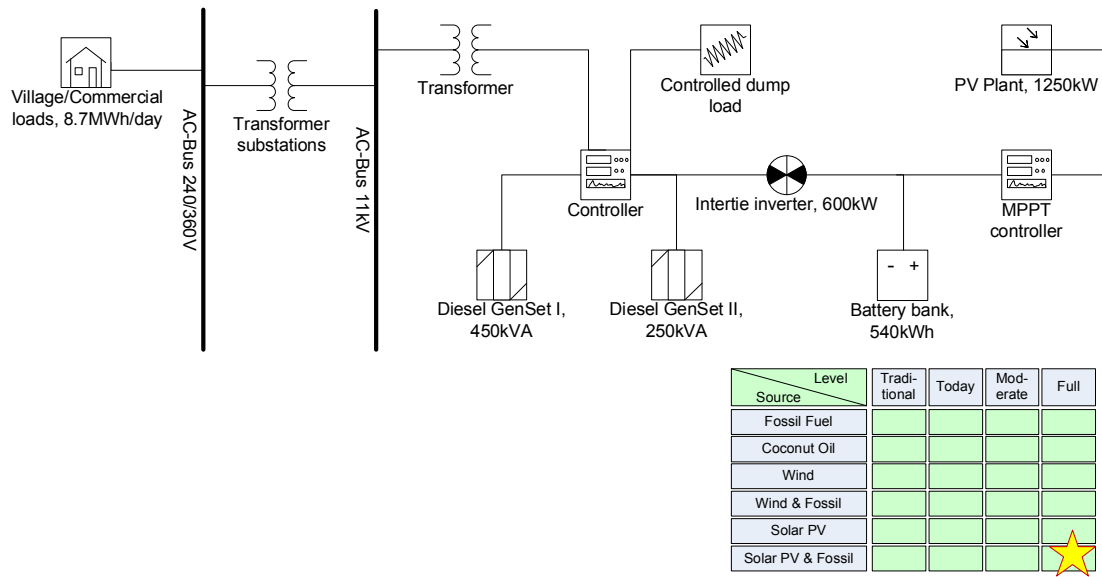 Village/Commercial
loads, 8.7MWh/day
AC-Bus 240/360V
Transformer
substations
AC-Bus 11kV
Transformer
Controlled dump
load
PV Plant, 1250kW
Controller
Intertie inverter, 600kW
MPPT
controller
Diesel GenSet I,
450kVA
Diesel GenSet II,
250kVA
- +
Battery bank,
540kWh
Level
Source
Tradi-
tional
Today
Mod-
erate
Full
Fossil Fuel
Coconut Oil
Wind
Wind & Fossil
Solar PV
Solar PV & Fossil